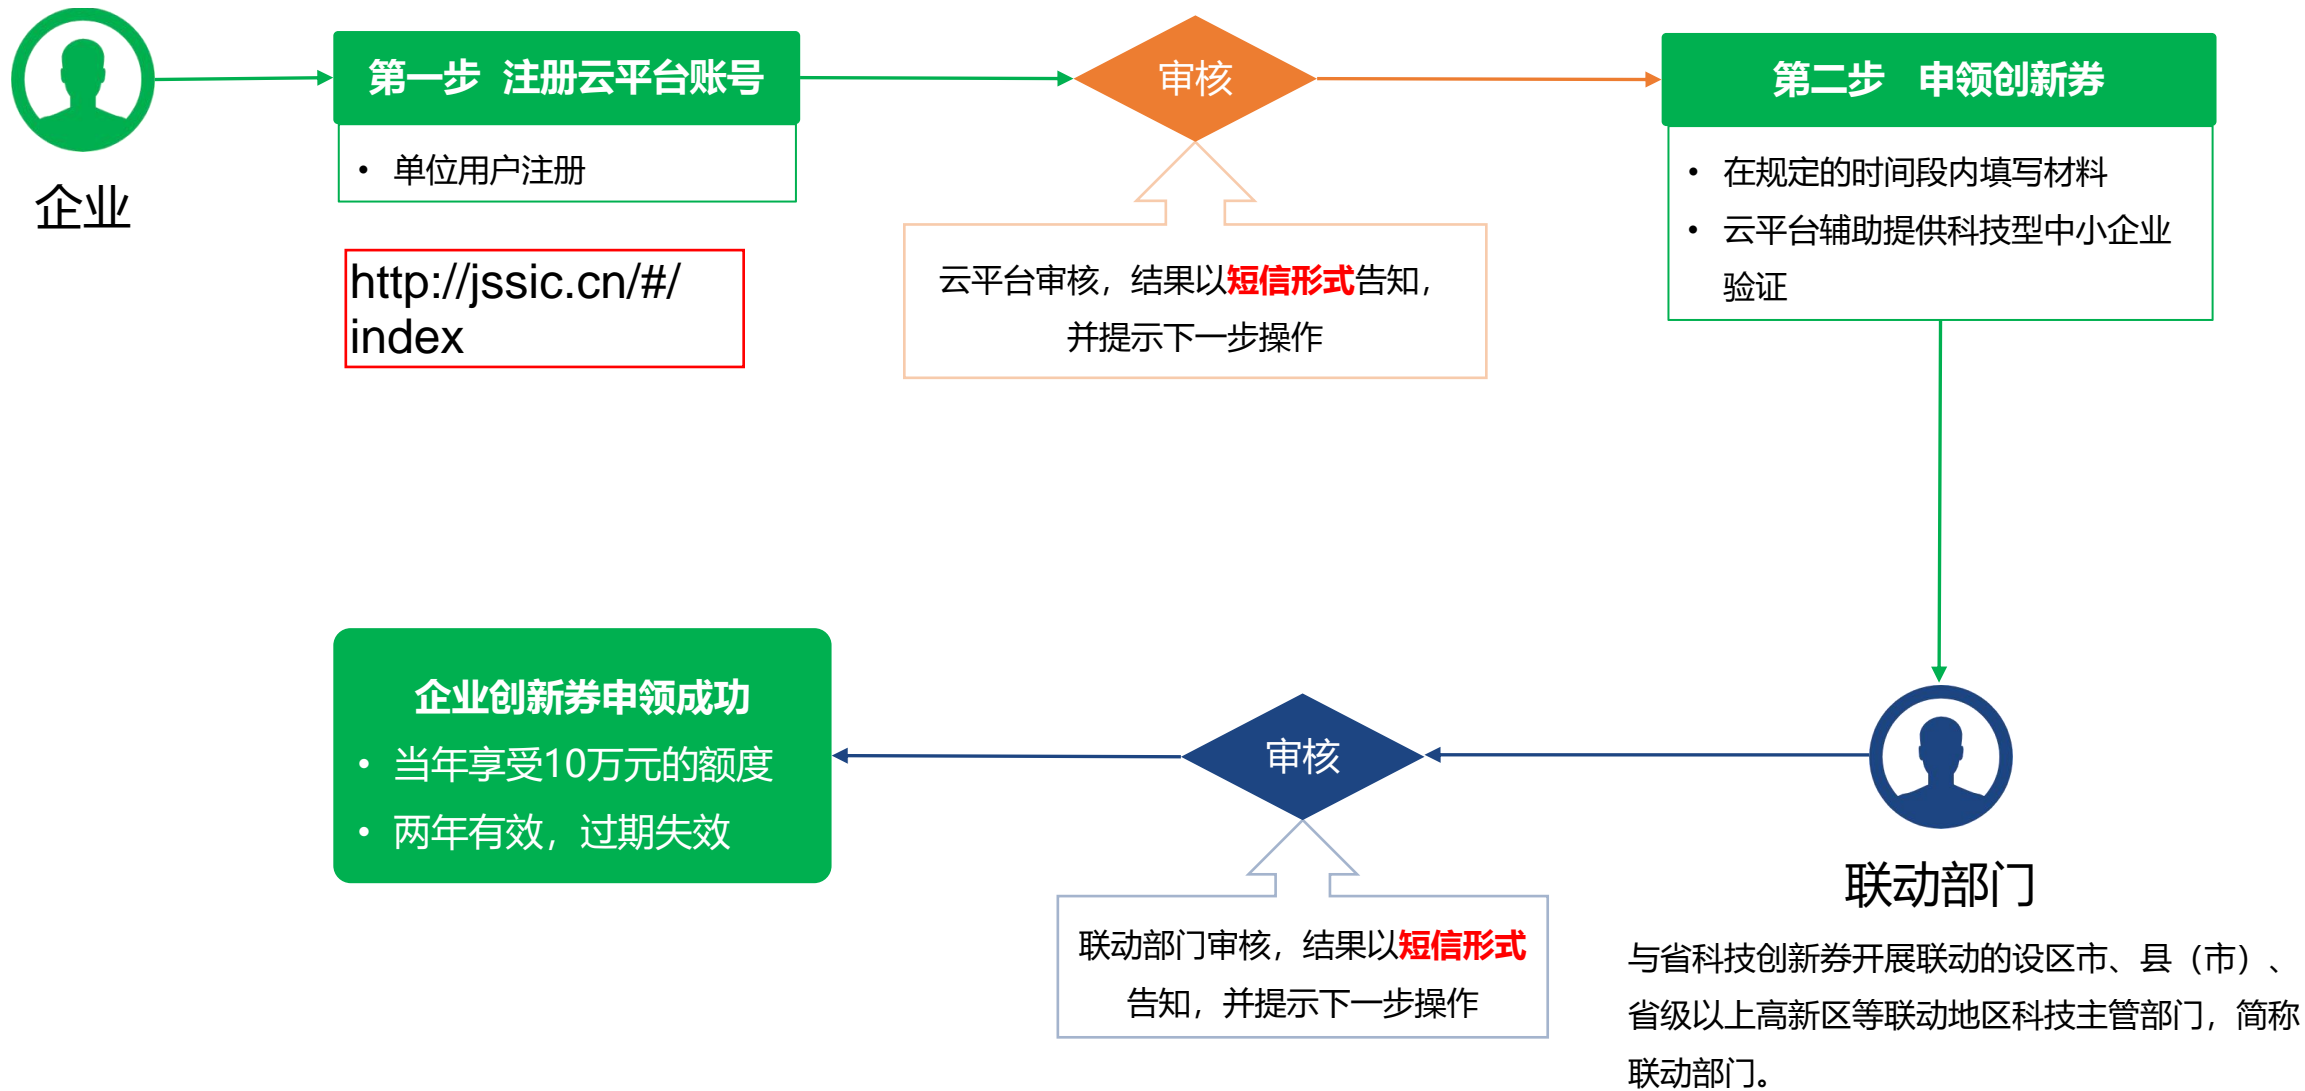 企业
第一步 注册云平台账号
• 单位用户注册
http://jssic.cn/#/
index
审核
云平台审核，结果以短信形式告知，
并提示下一步操作
第二步 申领创新券
• 在规定的时间段内填写材料
• 云平台辅助提供科技型中小企业
验证
联动部门
与省科技创新券开展联动的设区市、县（市）、
省级以上高新区等联动地区科技主管部门，简称
联动部门。
审核
联动部门审核，结果以短信形式
告知，并提示下一步操作
企业创新券申领成功
• 当年享受10万元的额度
• 两年有效，过期失效